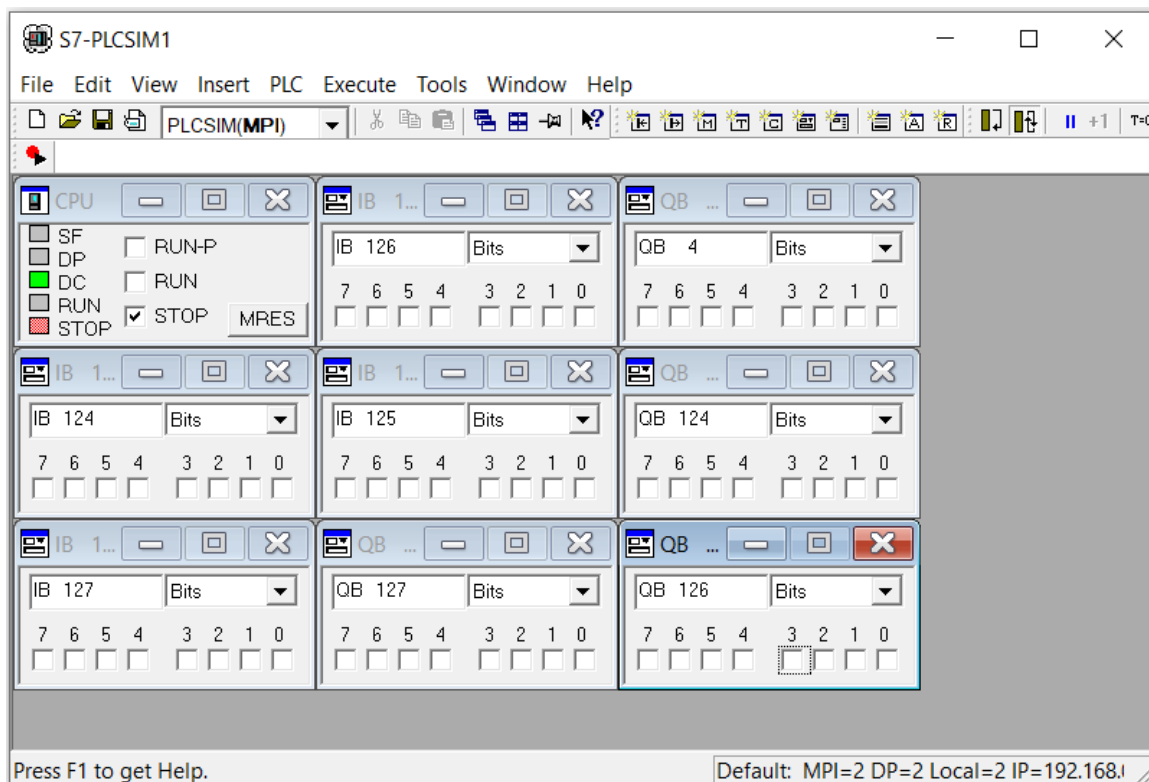 S7-PLCSIM1
File Edit View Insert PLC Execute Tools Window Help
PLCSIM(MPI)
+1
T=0
CPU
SF
DP
DC
RUN
STOP
RUN-P
RUN
STOP
MRES
IB 1...
IB 126 Bits
7 6 5 4 3 2 1 0
QB ...
QB 4 Bits
7 6 5 4 3 2 1 0
IB 1...
IB 124 Bits
7 6 5 4 3 2 1 0
IB 1...
IB 125 Bits
7 6 5 4 3 2 1 0
QB ...
QB 124 Bits
7 6 5 4 3 2 1 0
IB 1...
IB 127 Bits
7 6 5 4 3 2 1 0
QB ...
QB 127 Bits
7 6 5 4 3 2 1 0
QB ...
QB 126 Bits
7 6 5 4 3 2 1 0
Press F1 to get Help.
Default: MPI=2 DP=2 Local=2 IP=192.168.